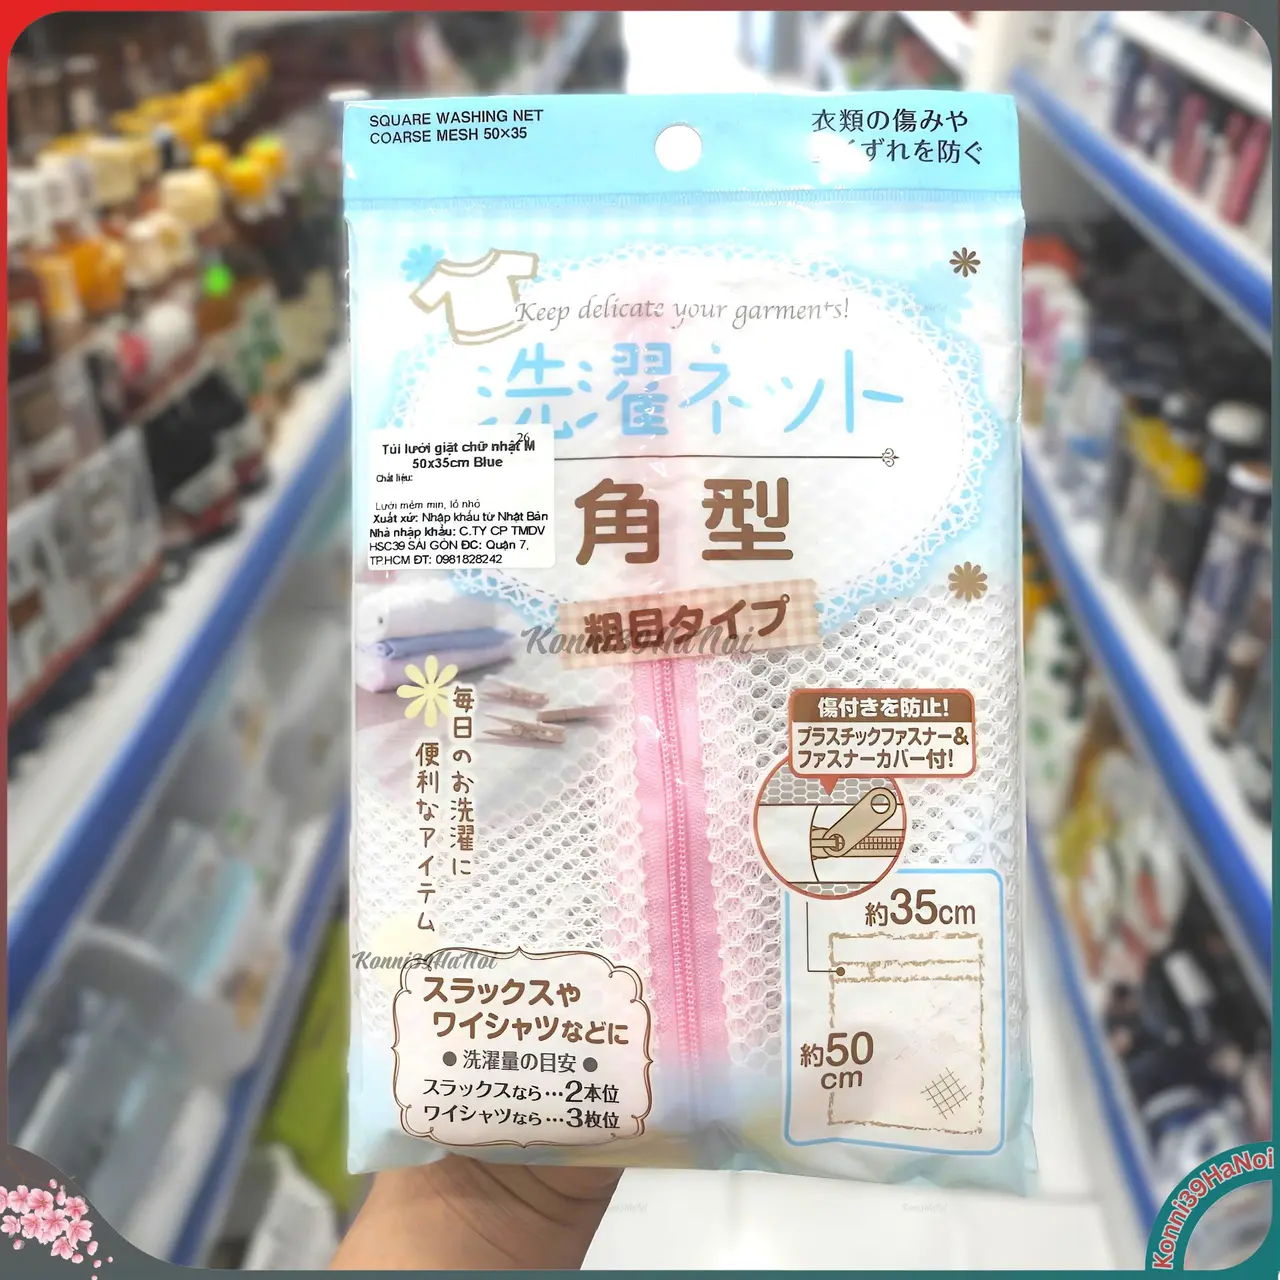 SQUARE WASHING NET
COARSE MESH 50×35
衣類の傷みや
くずれを防ぐ
Keep delicate your garments!
洗濯ネット
26
Túi lưới giặt chữ nhật M
50x35cm Blue
Chất liệu:
Lưới mềm mịn, lỗ nhỏ
Xuất xứ: Nhập khẩu từ Nhật Bản
Nhà nhập khẩu: C.TY CP TMDV
HSC39 SÀI GÒN ĐC: Quận 7,
TP.HCM ĐT: 0981828242
角型
粗目タイプ
Konni39HaNoi
毎日のお洗濯に
便利なアイテム
傷付きを防止!
プラスチックファスナー&
ファスナーカバー付!
約35cm
約50
cm
Konni39HaNoi
スラックスや
ワイシャツなどに
●洗濯量の目安●
スラックスなら…2本位
ワイシャツなら…3枚位
Konni39HaNoi